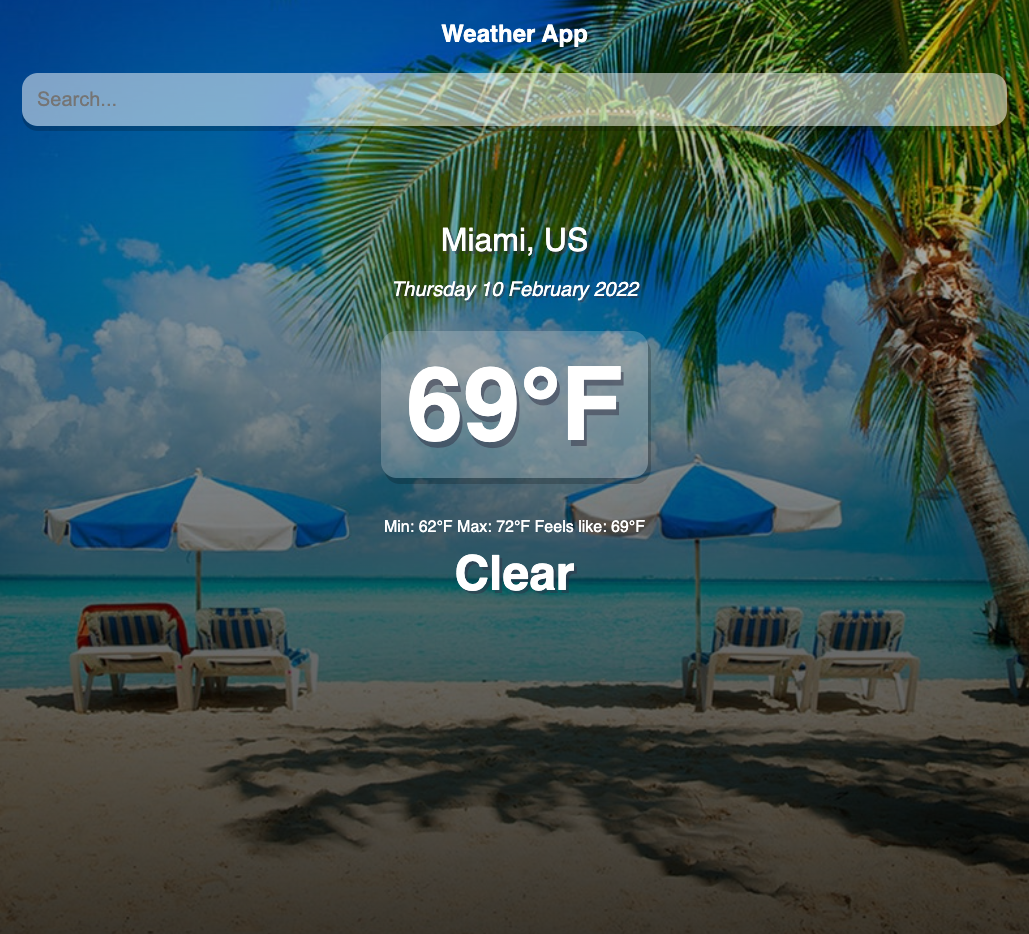 Weather App
Search...
Miami, US
Thursday 10 February 2022
69°F
Min: 62°F Max: 72°F Feels like: 69°F
Clear